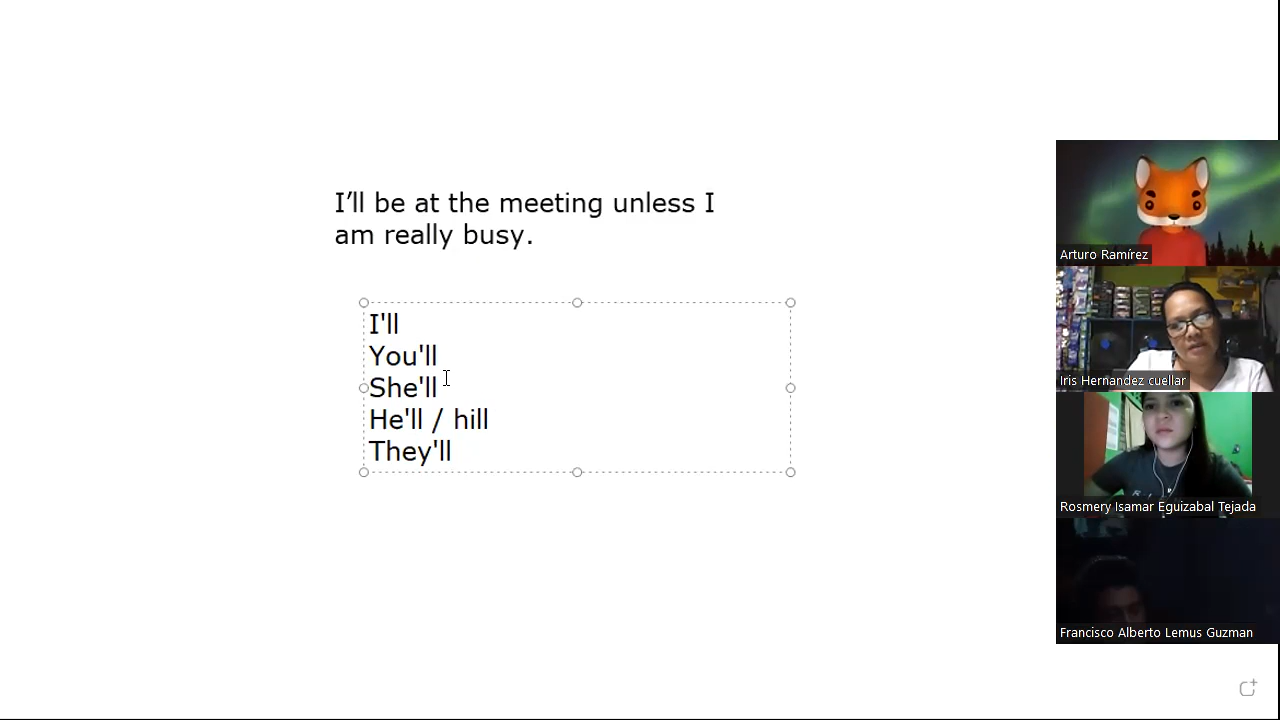 I’ll be at the meeting unless I
am really busy.
I'll
You'll
She'll
He'll / hill
They'll
Arturo Ramírez
Iris Hernandez cuellar
Rosmery Isamar Eguizabal Tejada
Francisco Alberto Lemus Guzman